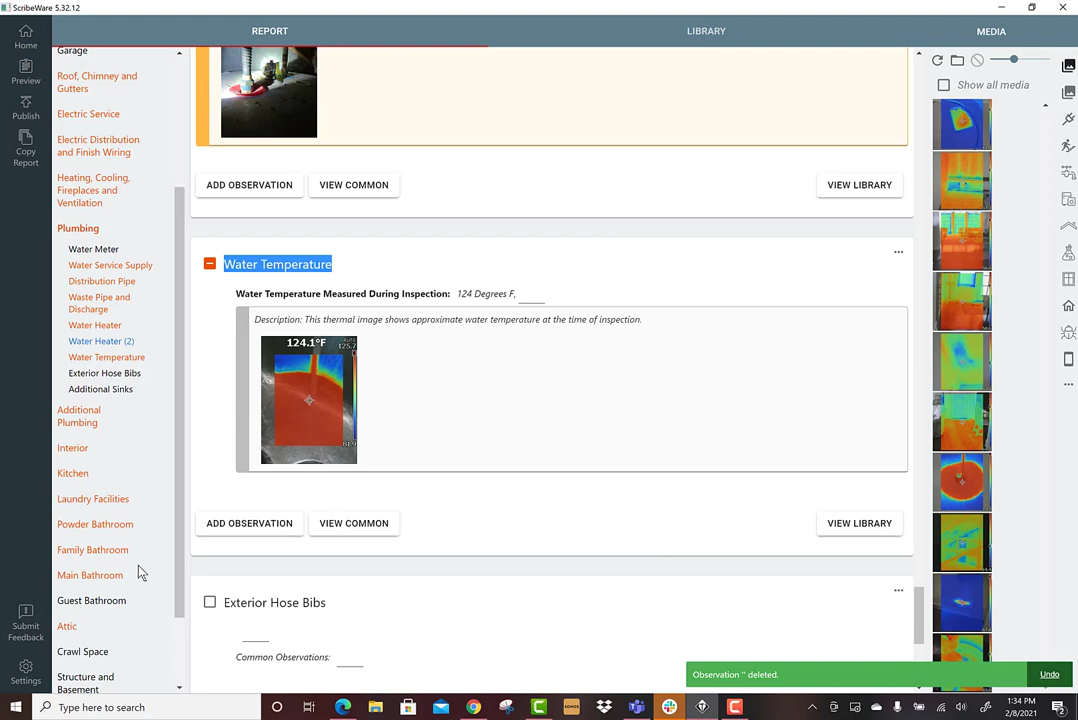 ScribeWare 5.32.12
REPORT
LIBRARY
MEDIA
Home
Preview
Publish
Copy
Report
Submit
Feedback
Settings
Garage
Roof, Chimney and
Gutters
Electric Service
Electric Distribution
and Finish Wiring
Heating, Cooling,
Fireplaces and
Ventilation
Plumbing
Water Meter
Water Service Supply
Distribution Pipe
Waste Pipe and
Discharge
Water Heater
Water Heater (2)
Water Temperature
Exterior Hose Bibs
Additional Sinks
Additional
Plumbing
Interior
Kitchen
Laundry Facilities
Powder Bathroom
Family Bathroom
Main Bathroom
Guest Bathroom
Attic
Crawl Space
Structure and
Basement
ADD OBSERVATION
VIEW COMMON
VIEW LIBRARY
Water Temperature
Water Temperature Measured During Inspection: 124 Degrees F,
Description: This thermal image shows approximate water temperature at the time of inspection.
124.1°F
Auto
125.7
81.9
ADD OBSERVATION
VIEW COMMON
VIEW LIBRARY
Exterior Hose Bibs
Common Observations:
Show all media
Observation '' deleted.
Undo
Type here to search
SONOS
1:34 PM
2/8/2021
2